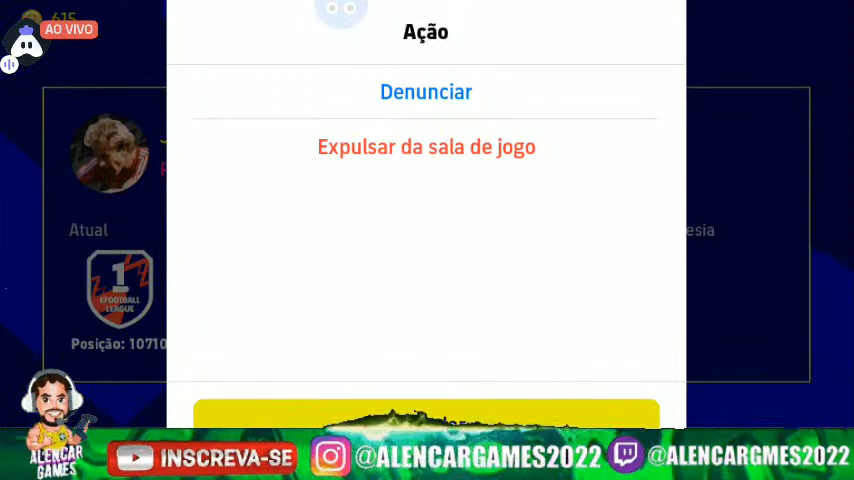 615
AO VIVO
Ação
Denunciar
Expulsar da sala de jogo
Atual
esia
1
EFOOTBALL
LEAGUE
Posição: 10710
ALENCAR
GAMES
INSCREVA-SE
@ALENCARGAMES2022
@ALENCARGMES2022